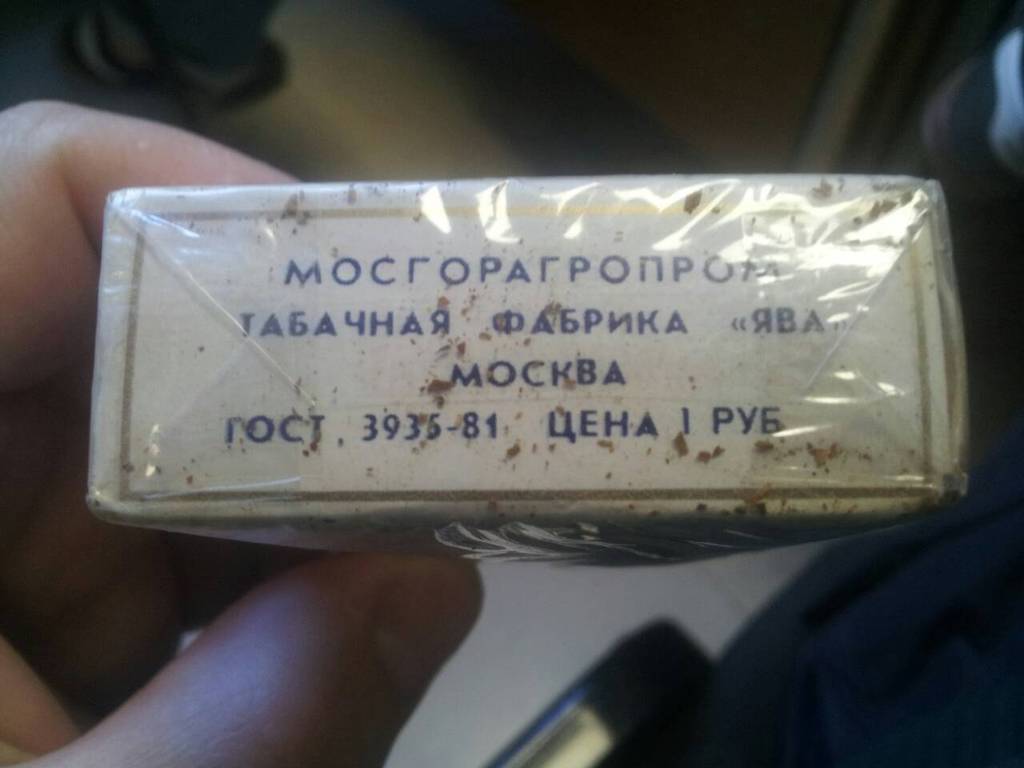 МОСГОРАГРОПРОМ
ТАБАЧНАЯ ФАБРИКА «ЯВА»
МОСКВА
ГОСТ. 3935-81 ЦЕНА 1 РУБ